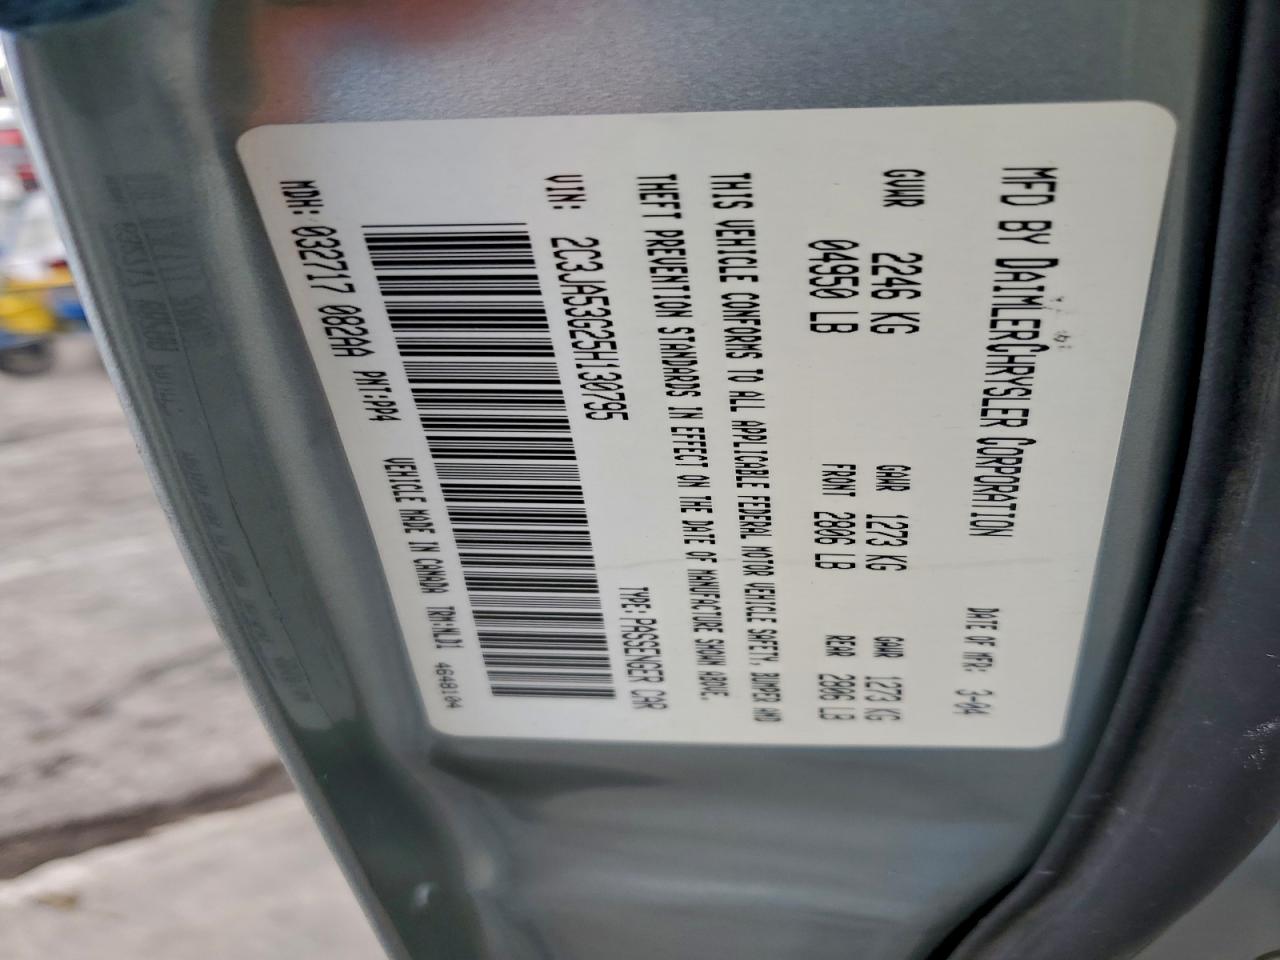 MFD BY DAIMLERCHRYSLER CORPORATION
DATE OF MFR: 3-04
GVWR 2246 KG
04950 LB
GAWR 1273 KG
FRONT 2806 LB
GAWR 1273 KG
REAR 2806 LB
THIS VEHICLE CONFORMS TO ALL APPLICABLE FEDERAL MOTOR VEHICLE SAFETY, BUMPER AND
THEFT PREVENTION STANDARDS IN EFFECT ON THE DATE OF MANUFACTURE SHOWN ABOVE.
VIN: 2C3JA53G25H130795
TYPE: PASSENGER CAR
MDH: 032717 082AA PNT: PP4
VEHICLE MADE IN CANADA TRM: WLD1 4648104